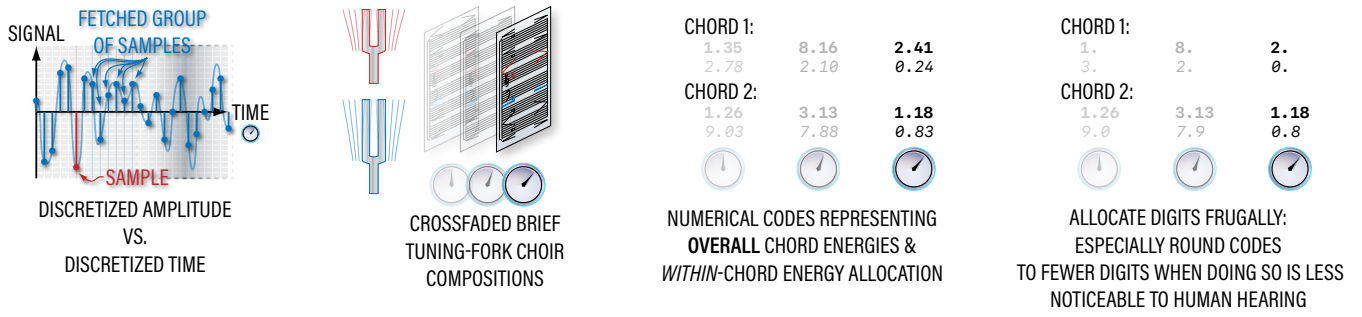 SIGNAL
FETCHED GROUP
OF SAMPLES
TIME
SAMPLE
DISCRETIZED AMPLITUDE
VS.
DISCRETIZED TIME
CROSSFADED BRIEF
TUNING-FORK CHOIR
COMPOSITIONS
CHORD 1:
1.35 8.16 2.41
2.78 2.10 0.24
CHORD 2:
1.26 3.13 1.18
9.03 7.88 0.83
NUMERICAL CODES REPRESENTING
OVERALL CHORD ENERGIES &
WITHIN-CHORD ENERGY ALLOCATION
CHORD 1:
1. 8. 2.
3. 2. 0.
CHORD 2:
1.26 3.13 1.18
9.0 7.9 0.8
ALLOCATE DIGITS FRUGALLY:
ESPECIALLY ROUND CODES
TO FEWER DIGITS WHEN DOING SO IS LESS
NOTICEABLE TO HUMAN HEARING